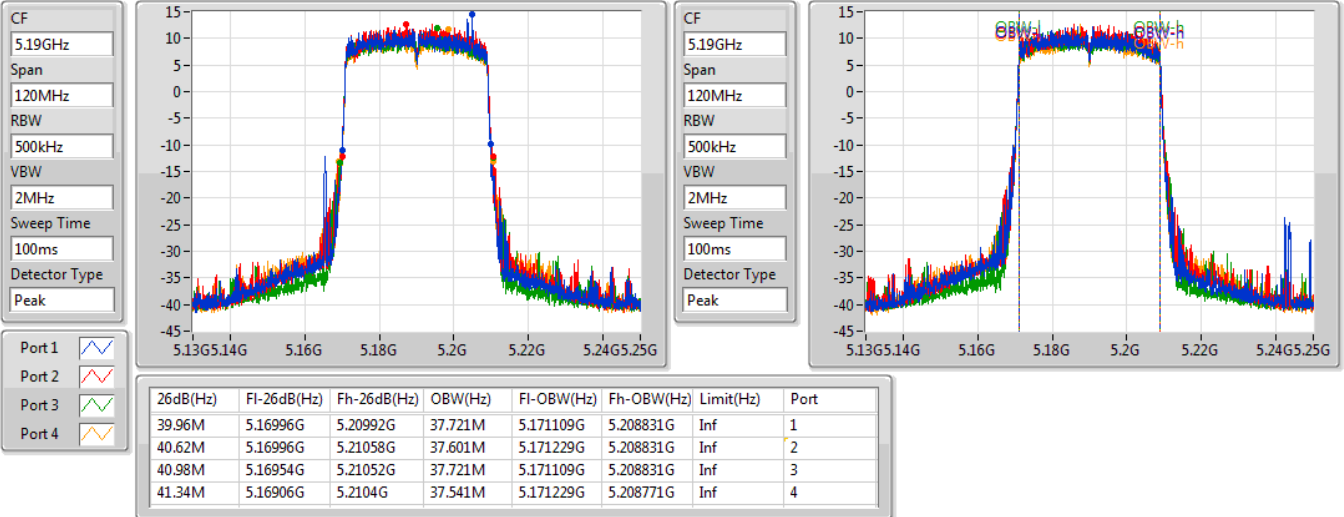 CF
5.19GHz
Span
120MHz
RBW
500kHz
VBW
2MHz
Sweep Time
100ms
Detector Type
Peak
15
10
5
0
-5
-10
-15
-20
-25
-30
-35
-40
-45
5.13G 5.14G 5.16G 5.18G 5.2G 5.22G 5.24G 5.25G
CF
5.19GHz
Span
120MHz
RBW
500kHz
VBW
2MHz
Sweep Time
100ms
Detector Type
Peak
15
10
5
0
-5
-10
-15
-20
-25
-30
-35
-40
-45
OBW-l OBW-h
5.13G 5.14G 5.16G 5.18G 5.2G 5.22G 5.24G 5.25G
Port 1
Port 2
Port 3
Port 4
26dB(Hz) Fl-26dB(Hz) Fh-26dB(Hz) OBW(Hz) Fl-OBW(Hz) Fh-OBW(Hz) Limit(Hz) Port
39.96M 5.16996G 5.20992G 37.721M 5.171109G 5.208831G Inf 1
40.62M 5.16996G 5.21058G 37.601M 5.171229G 5.208831G Inf 2
40.98M 5.16954G 5.21052G 37.721M 5.171109G 5.208831G Inf 3
41.34M 5.16906G 5.2104G 37.541M 5.171229G 5.208771G Inf 4